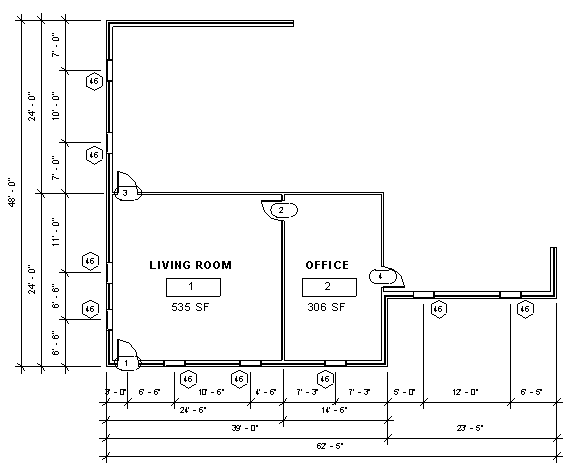 7' - 0"
46
10' - 0"
24' - 0"
46
7' - 0"
3
48' - 0"
2
11' - 0"
LIVING ROOM
OFFICE
46
1
2
4
24' - 0"
535 SF
306 SF
6' - 6"
46
46
46
6' - 6"
1
46
46
46
3' - 0"
6' - 6"
10' - 6"
4' - 6"
7' - 3"
7' - 3"
5' - 0"
12' - 0"
6' - 5"
24' - 6"
14' - 6"
39' - 0"
23' - 5"
62' - 5"